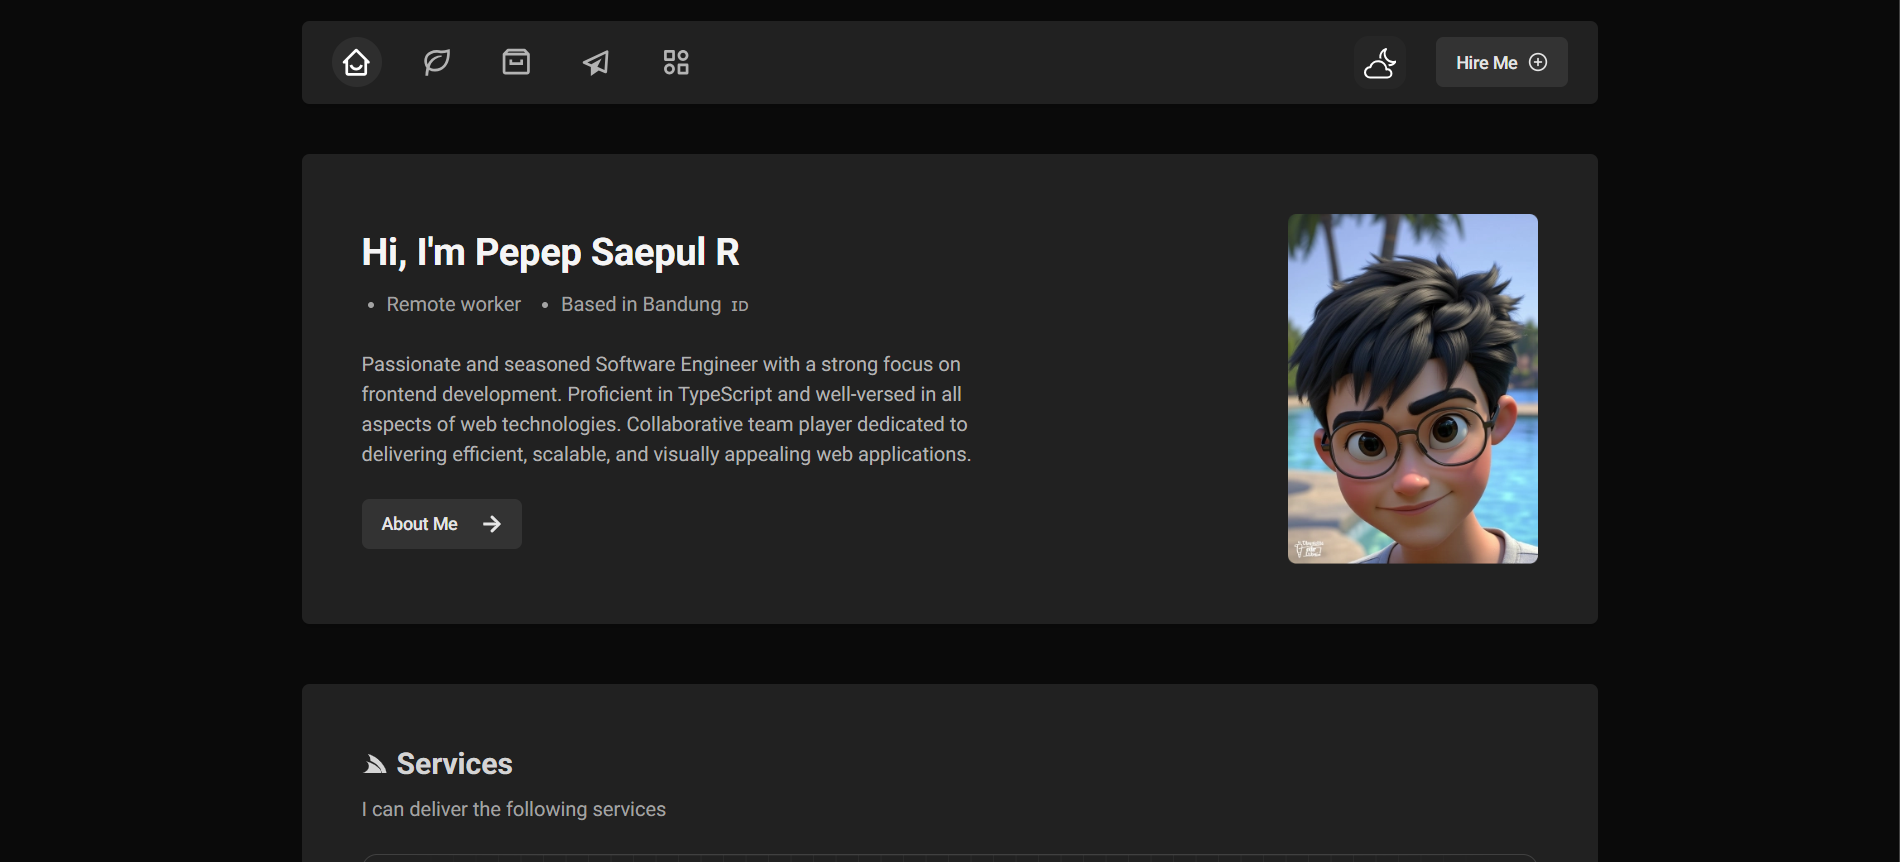 Hire Me
Hi, I'm Pepep Saepul R
• Remote worker • Based in Bandung ID
Passionate and seasoned Software Engineer with a strong focus on
frontend development. Proficient in TypeScript and well-versed in all
aspects of web technologies. Collaborative team player dedicated to
delivering efficient, scalable, and visually appealing web applications.
About Me
Services
I can deliver the following services